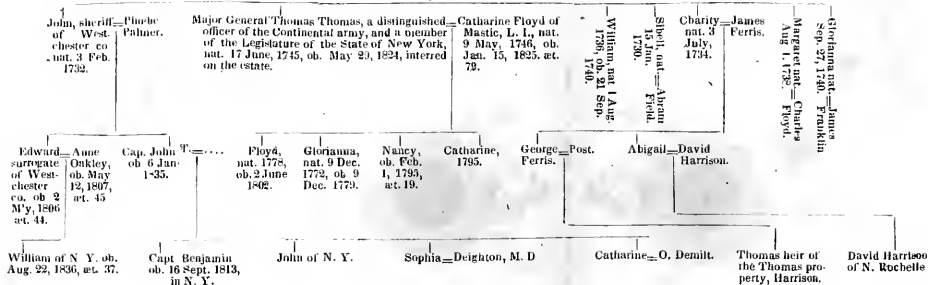 John, sheriff=Phœbe
of West- Palmer.
chester co
nat. 3 Feb.
1732.
Major General Thomas Thomas, a distinguished=Catharine Floyd of
officer of the Continental army, and a member Mastic, L. I., nat.
of the Legislature of the State of New York, 9 May, 1746, ob.
nat. 17 June, 1745, ob. May 29, 1824, interred Jan. 15, 1825. æt.
on the estate. 79.
William, nat 1 Aug.
1736, ob. 21 Sep.
1740.
Sibell, nat.=Abram
15 Jan. Field.
1730.
Charity=James
nat. 3 Ferris.
July,
1734.
Margaret nat.=Charles
Aug 1. Floyd.
Glorianna nat.=James
Sep. 27, 1740. Franklin
Edward=Anne
surrogate Oakley,
of West- ob. May
chester 12, 1807,
co. ob 2 æt. 45
M'y, 1806
æt. 44.
Cap. John T.=....
ob 6 Jan
Floyd,
nat. 1778,
ob. 2 June
1802.
Glorianna,
nat. 9 Dec.
1772, ob 9
Dec. 1779.
Nancy,
ob. Feb.
1, 1795,
æt. 19.
Catharine,
1795.
George=Post.
Ferris.
Abigail=David
Harrison.
William of N Y. ob.
Aug. 22, 1836, æt. 37.
Capt Benjamin
ob. 16 Sept. 1813,
in N. Y.
John of N. Y.
Sophia=Deighton, M. D
Catharine=O. Demilt.
Thomas heir of
the Thomas pro-
perty, Harrison.
David Harrison
of N. Rochelle